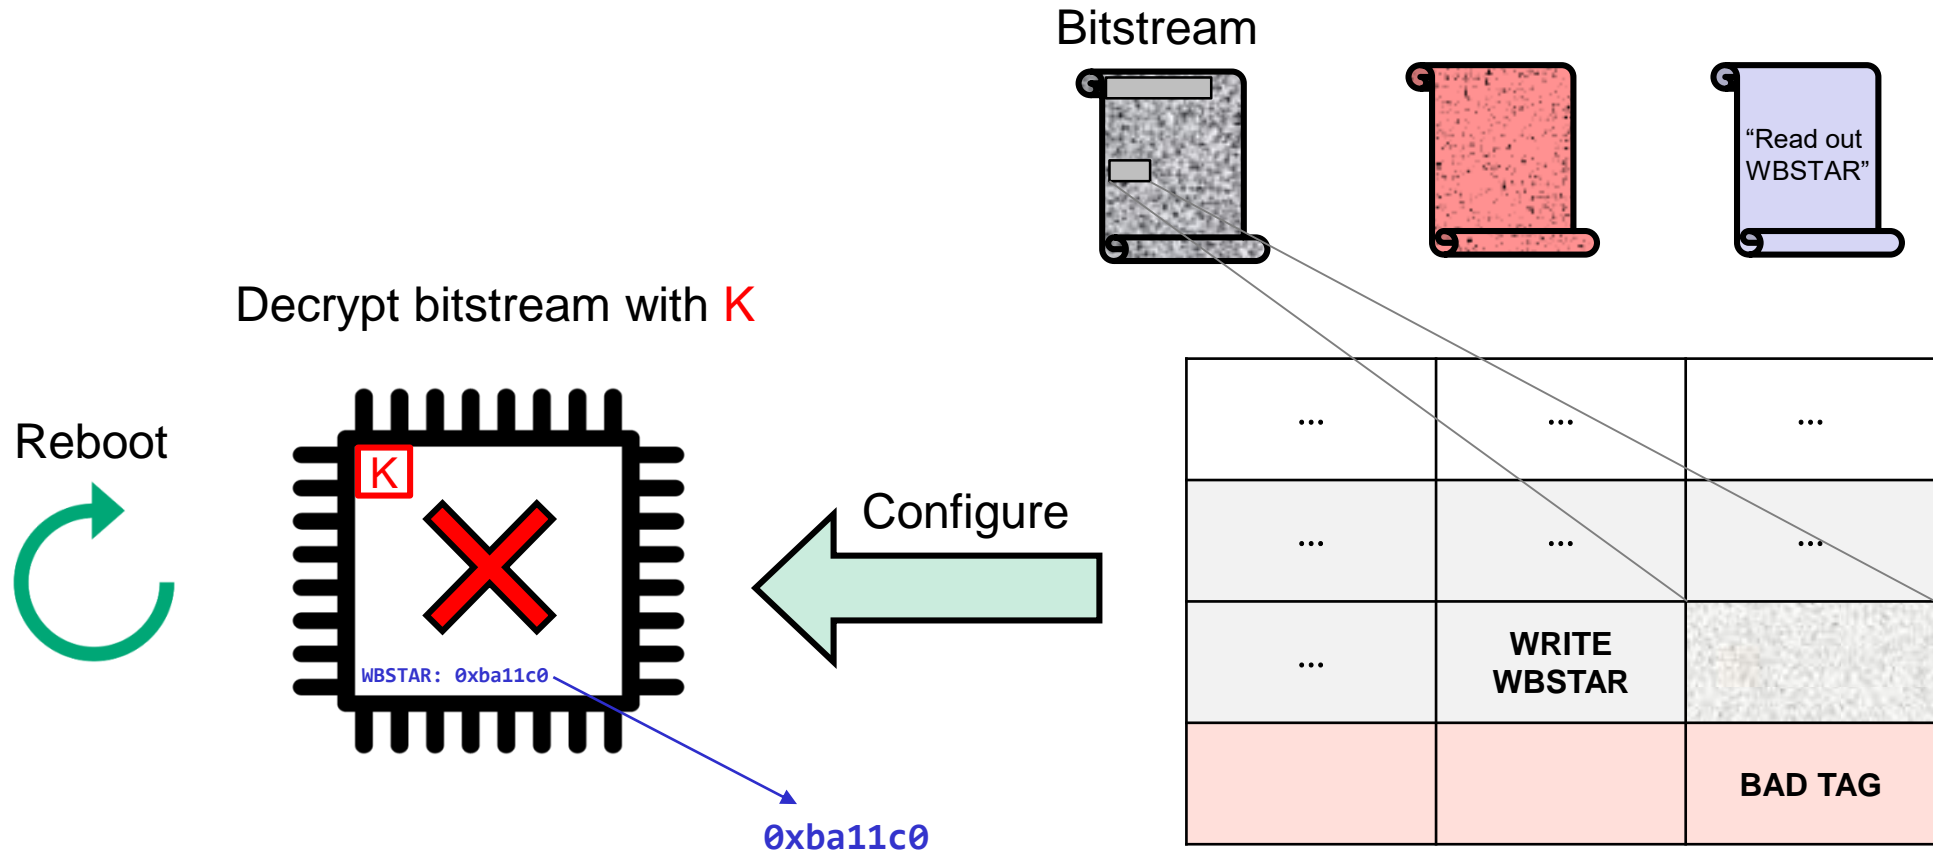 Bitstream
“Read out
WBSTAR”
Decrypt bitstream with K
Reboot
K
Configure
WBSTAR: 0xba11c0
0xba11c0
... ... ...
... ... ...
... WRITE
WBSTAR
BAD TAG